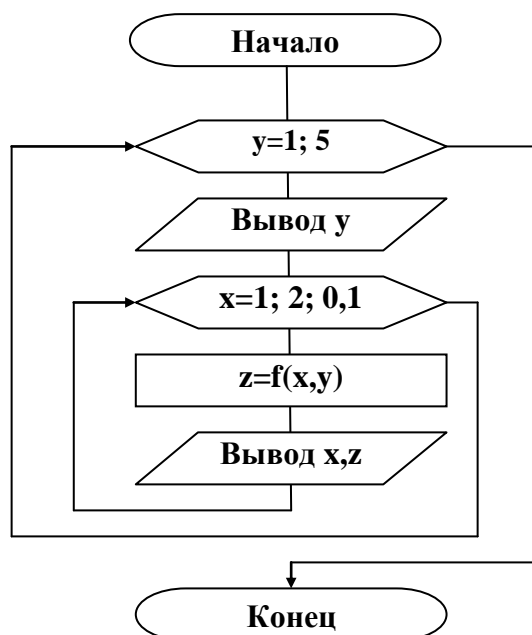 Начало
y=1; 5
Вывод y
x=1; 2; 0,1
z=f(x,y)
Вывод x,z
Конец